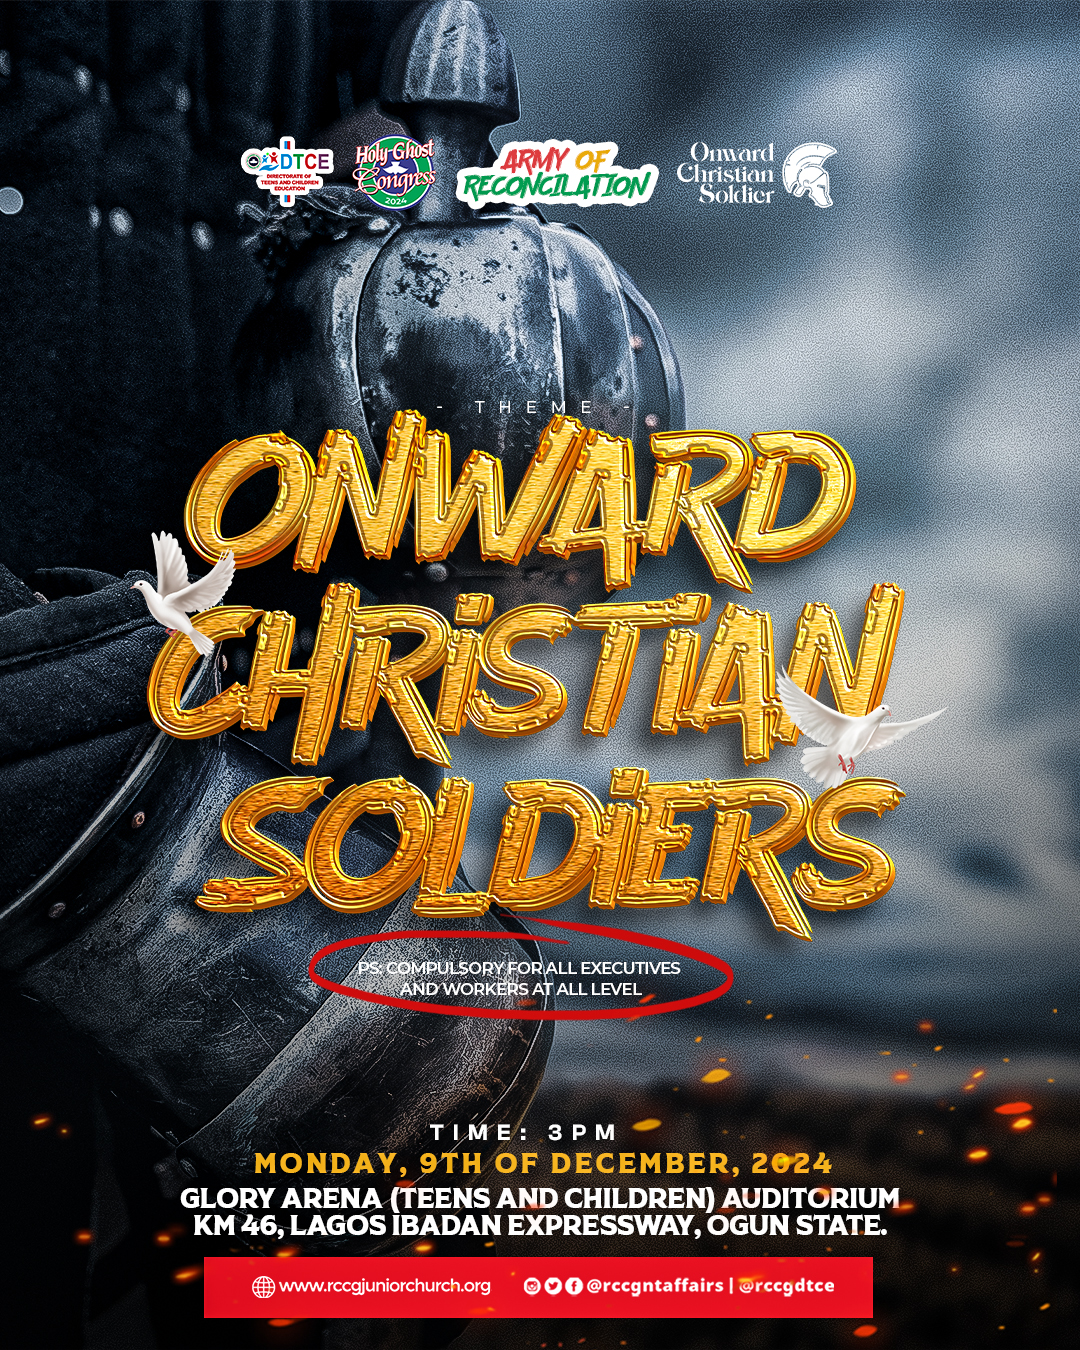 DTCE
DIRECTORATE OF
TEENS AND CHILDREN
EDUCATION
Holy-Ghost
Congress
2024
ARMY OF
RECONCILATION
Onward
Christian
Soldier
- THEME -
ONWARD
CHRISTIAN
SOLDIERS
PS: COMPULSORY FOR ALL EXECUTIVES
AND WORKERS AT ALL LEVEL
TIME: 3PM
MONDAY, 9TH OF DECEMBER, 2024
GLORY ARENA (TEENS AND CHILDREN) AUDITORIUM
KM 46, LAGOS IBADAN EXPRESSWAY, OGUN STATE.
www.rccgjuniorchurch.org @rccgntaffairs | @rccgdtce